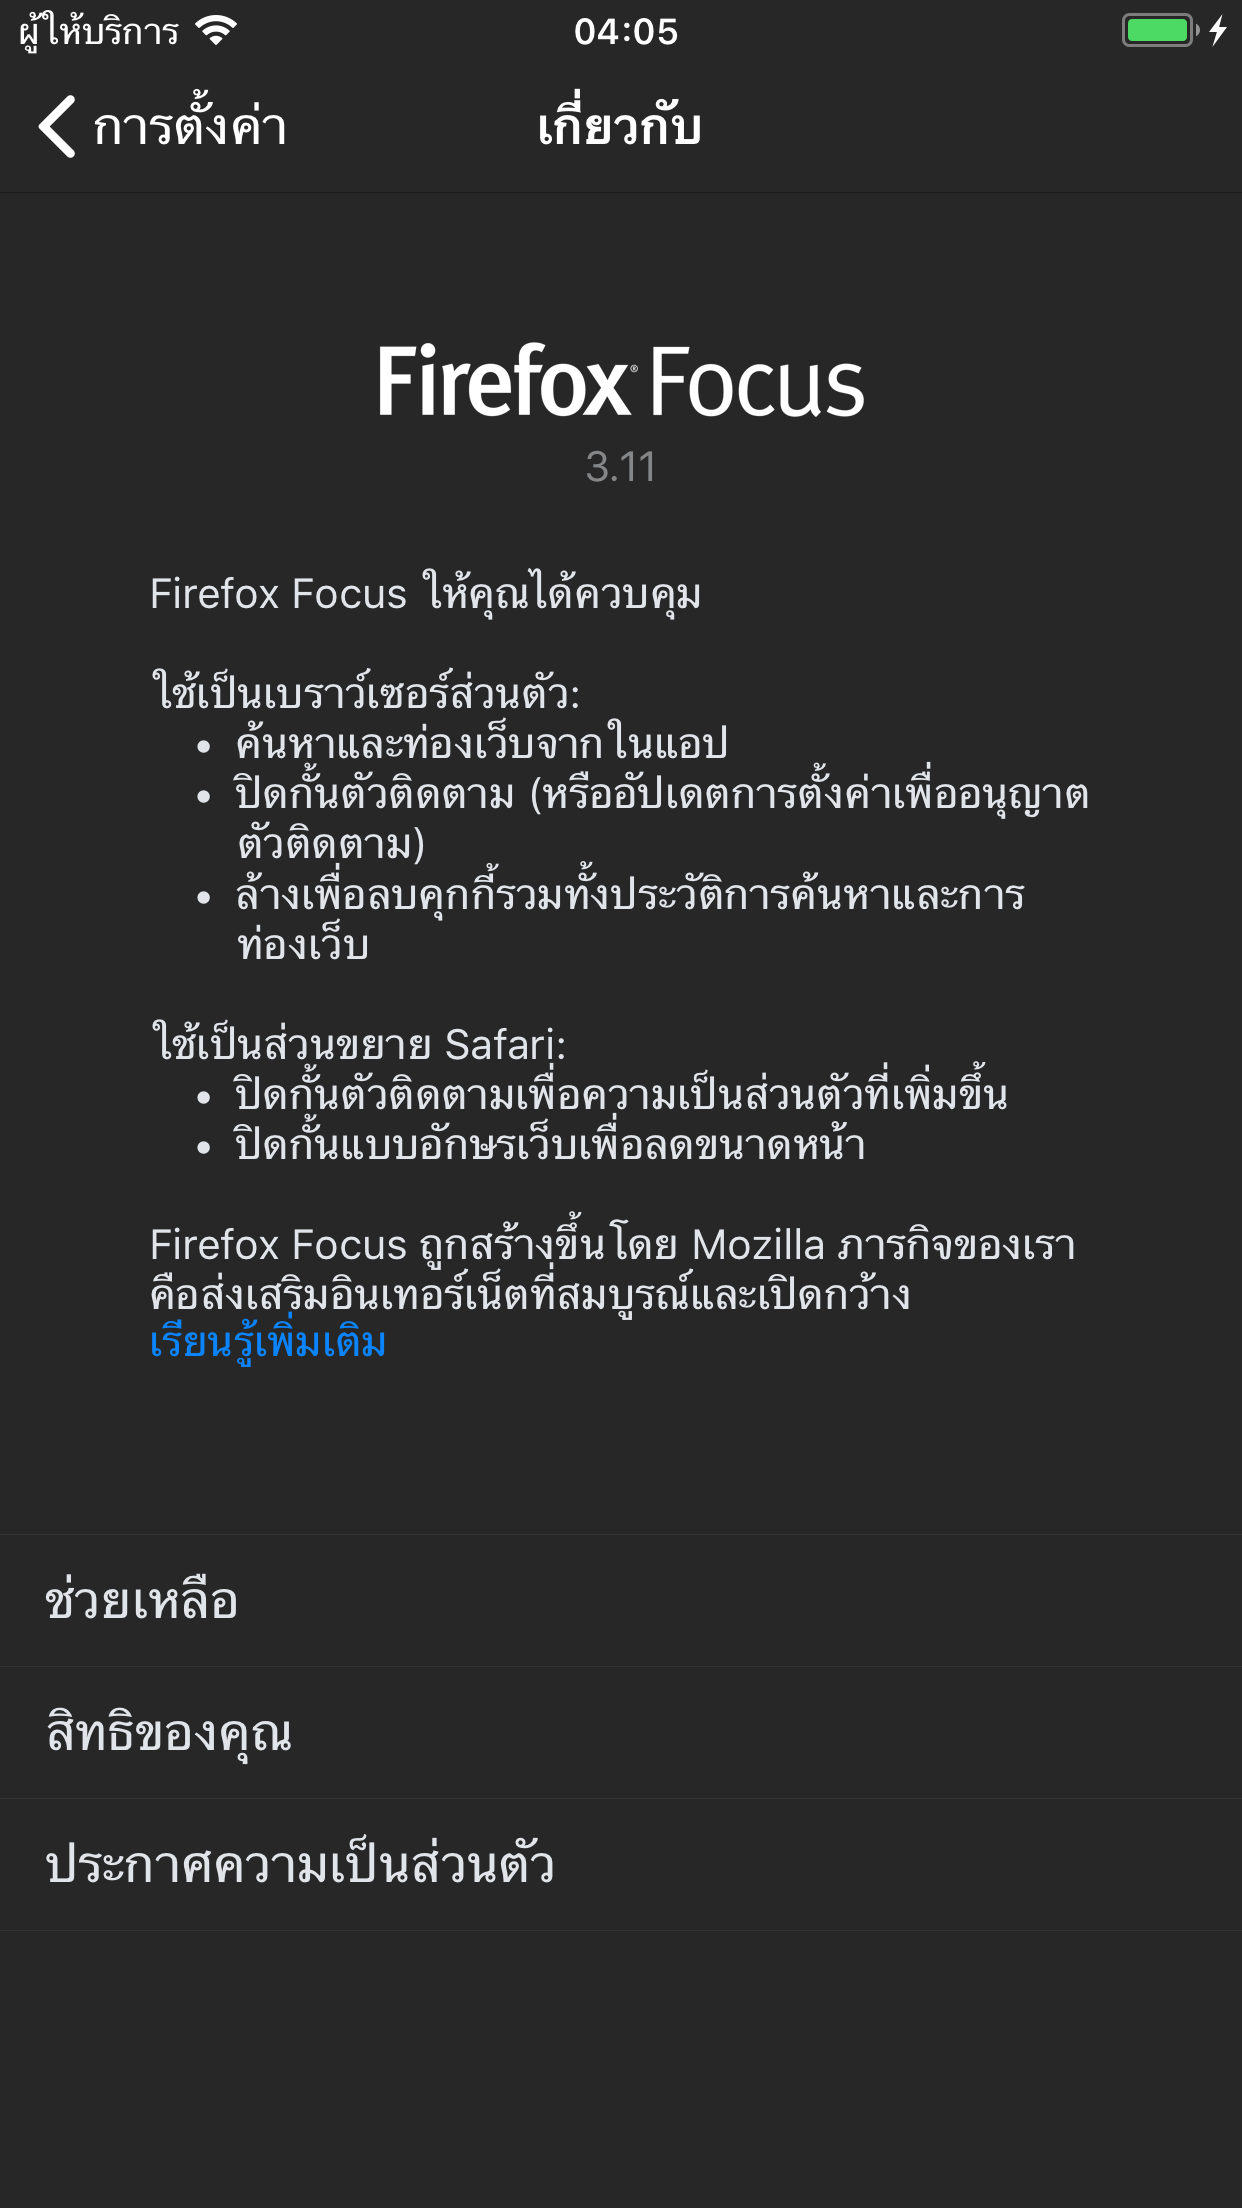 ผู้ให้บริการ 04:05
การตั้งค่า เกี่ยวกับ
Firefox® Focus
3.11
Firefox Focus ให้คุณได้ควบคุม
ใช้เป็นเบราว์เซอร์ส่วนตัว:
• ค้นหาและท่องเว็บจากในแอป
• ปิดกั้นตัวติดตาม (หรืออัปเดตการตั้งค่าเพื่ออนุญาต
ตัวติดตาม)
• ล้างเพื่อลบคุกกี้รวมทั้งประวัติการค้นหาและการ
ท่องเว็บ
ใช้เป็นส่วนขยาย Safari:
• ปิดกั้นตัวติดตามเพื่อความเป็นส่วนตัวที่เพิ่มขึ้น
• ปิดกั้นแบบอักษรเว็บเพื่อลดขนาดหน้า
Firefox Focus ถูกสร้างขึ้นโดย Mozilla ภารกิจของเรา
คือส่งเสริมอินเทอร์เน็ตที่สมบูรณ์และเปิดกว้าง
เรียนรู้เพิ่มเติม
ช่วยเหลือ
สิทธิของคุณ
ประกาศความเป็นส่วนตัว